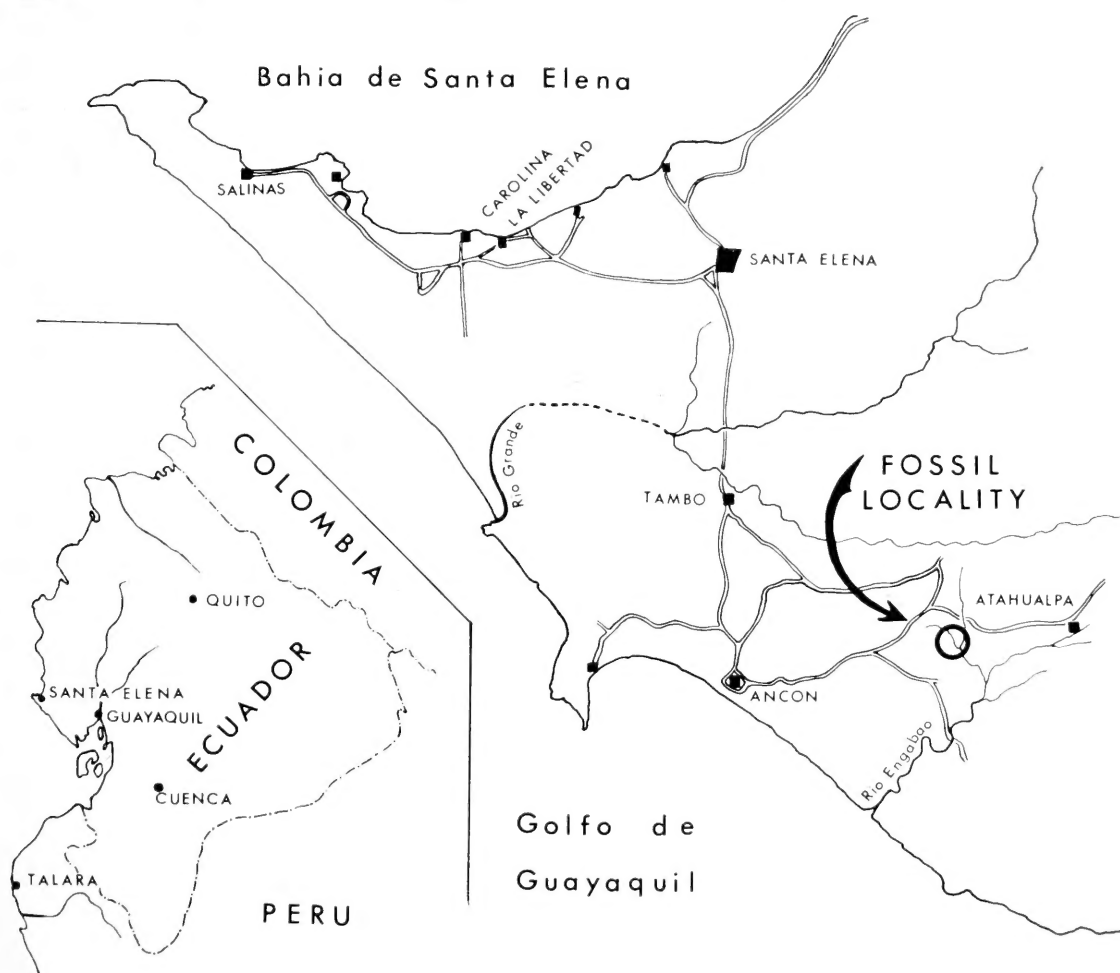 Bahia de Santa Elena
SALINAS
CAROLINA
LA LIBERTAD
SANTA ELENA
Rio Grande
TAMBO
FOSSIL
LOCALITY
ATAHUALPA
ANCON
Rio Engabao
Golfo de
Guayaquil
COLOMBIA
QUITO
ECUADOR
SANTA ELENA
GUAYAQUIL
CUENCA
TALARA
PERU